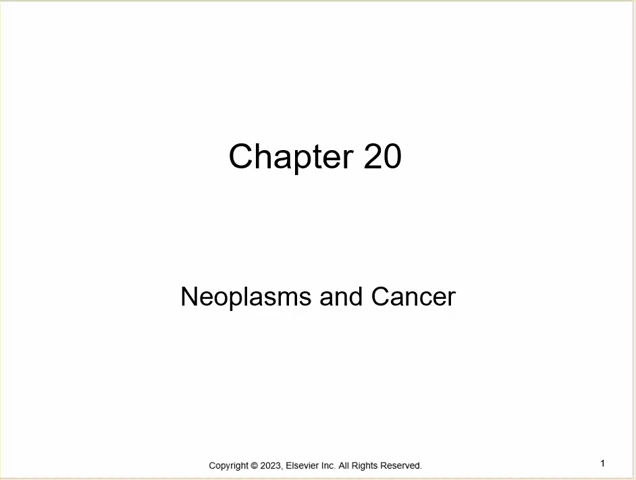 Chapter 20
Neoplasms and Cancer
Copyright © 2023, Elsevier Inc. All Rights Reserved.
1